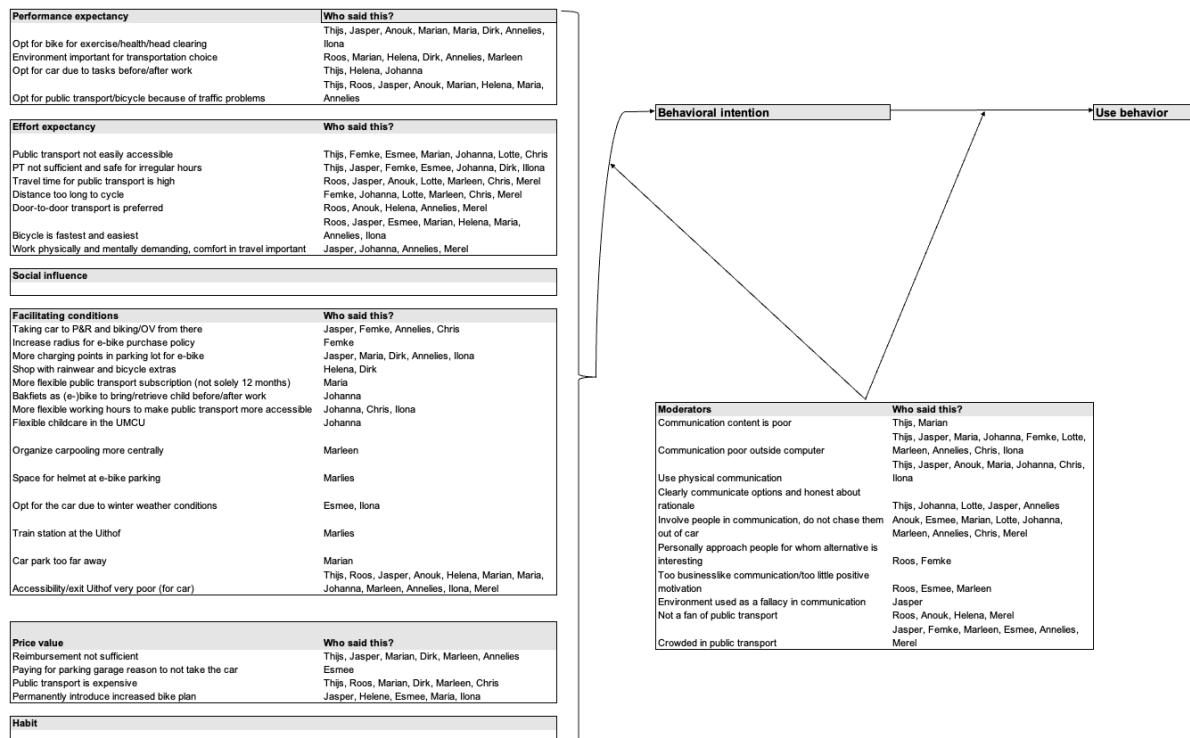 Performance expectancy Who said this?
Thijs, Jasper, Anouk, Marian, Maria, Dirk, Annelies,
Opt for bike for exercise/health/head clearing Ilona
Environment important for transportation choice Roos, Marian, Helena, Dirk, Annelies, Marleen
Opt for car due to tasks before/after work Thijs, Helena, Johanna
Thijs, Roos, Jasper, Anouk, Marian, Helena, Maria,
Opt for public transport/bicycle because of traffic problems Annelies
Effort expectancy Who said this?
Public transport not easily accessible Thijs, Femke, Esmee, Marian, Johanna, Lotte, Chris
PT not sufficient and safe for irregular hours Thijs, Jasper, Femke, Esmee, Johanna, Dirk, Illona
Travel time for public transport is high Roos, Jasper, Anouk, Lotte, Marleen, Chris, Merel
Distance too long to cycle Femke, Johanna, Lotte, Marleen, Chris, Merel
Door-to-door transport is preferred Roos, Anouk, Helena, Annelies, Merel
Roos, Jasper, Esmee, Marian, Helena, Maria,
Bicycle is fastest and easiest Annelies, Ilona
Work physically and mentally demanding, comfort in travel important Jasper, Johanna, Annelies, Merel
Social influence
Facilitating conditions Who said this?
Taking car to P&R and biking/OV from there Jasper, Femke, Annelies, Chris
Increase radius for e-bike purchase policy Femke
More charging points in parking lot for e-bike Jasper, Maria, Dirk, Annelies, Ilona
Shop with rainwear and bicycle extras Helena, Dirk
More flexible public transport subscription (not solely 12 months) Maria
Bakfiets as (e-)bike to bring/retrieve child before/after work Johanna
More flexible working hours to make public transport more accessible Johanna, Chris, Ilona
Flexible childcare in the UMCU Johanna
Organize carpooling more centrally Marleen
Space for helmet at e-bike parking Marlies
Opt for the car due to winter weather conditions Esmee, Ilona
Train station at the Uithof Marlies
Car park too far away Marian
Thijs, Roos, Jasper, Anouk, Helena, Marian, Maria,
Accessibility/exit Uithof very poor (for car) Johanna, Marleen, Annelies, Ilona, Merel
Price value Who said this?
Reimbursement not sufficient Thijs, Jasper, Marian, Dirk, Marleen, Annelies
Paying for parking garage reason to not take the car Esmee
Public transport is expensive Thijs, Roos, Marian, Dirk, Marleen, Chris
Permanently introduce increased bike plan Jasper, Helene, Esmee, Maria, Ilona
Habit
Behavioral intention
Use behavior
Moderators Who said this?
Communication content is poor Thijs, Marian
Thijs, Jasper, Maria, Johanna, Femke, Lotte,
Communication poor outside computer Marleen, Annelies, Chris, Ilona
Thijs, Jasper, Anouk, Maria, Johanna, Chris,
Use physical communication Ilona
Clearly communicate options and honest about
rationale Thijs, Johanna, Lotte, Jasper, Annelies
Involve people in communication, do not chase them Anouk, Esmee, Marian, Lotte, Johanna,
out of car Marleen, Annelies, Chris, Merel
Personally approach people for whom alternative is
interesting Roos, Femke
Too businesslike communication/too little positive
motivation Roos, Esmee, Marleen
Environment used as a fallacy in communication Jasper
Not a fan of public transport Roos, Anouk, Helena, Merel
Jasper, Femke, Marleen, Esmee, Annelies,
Crowded in public transport Merel